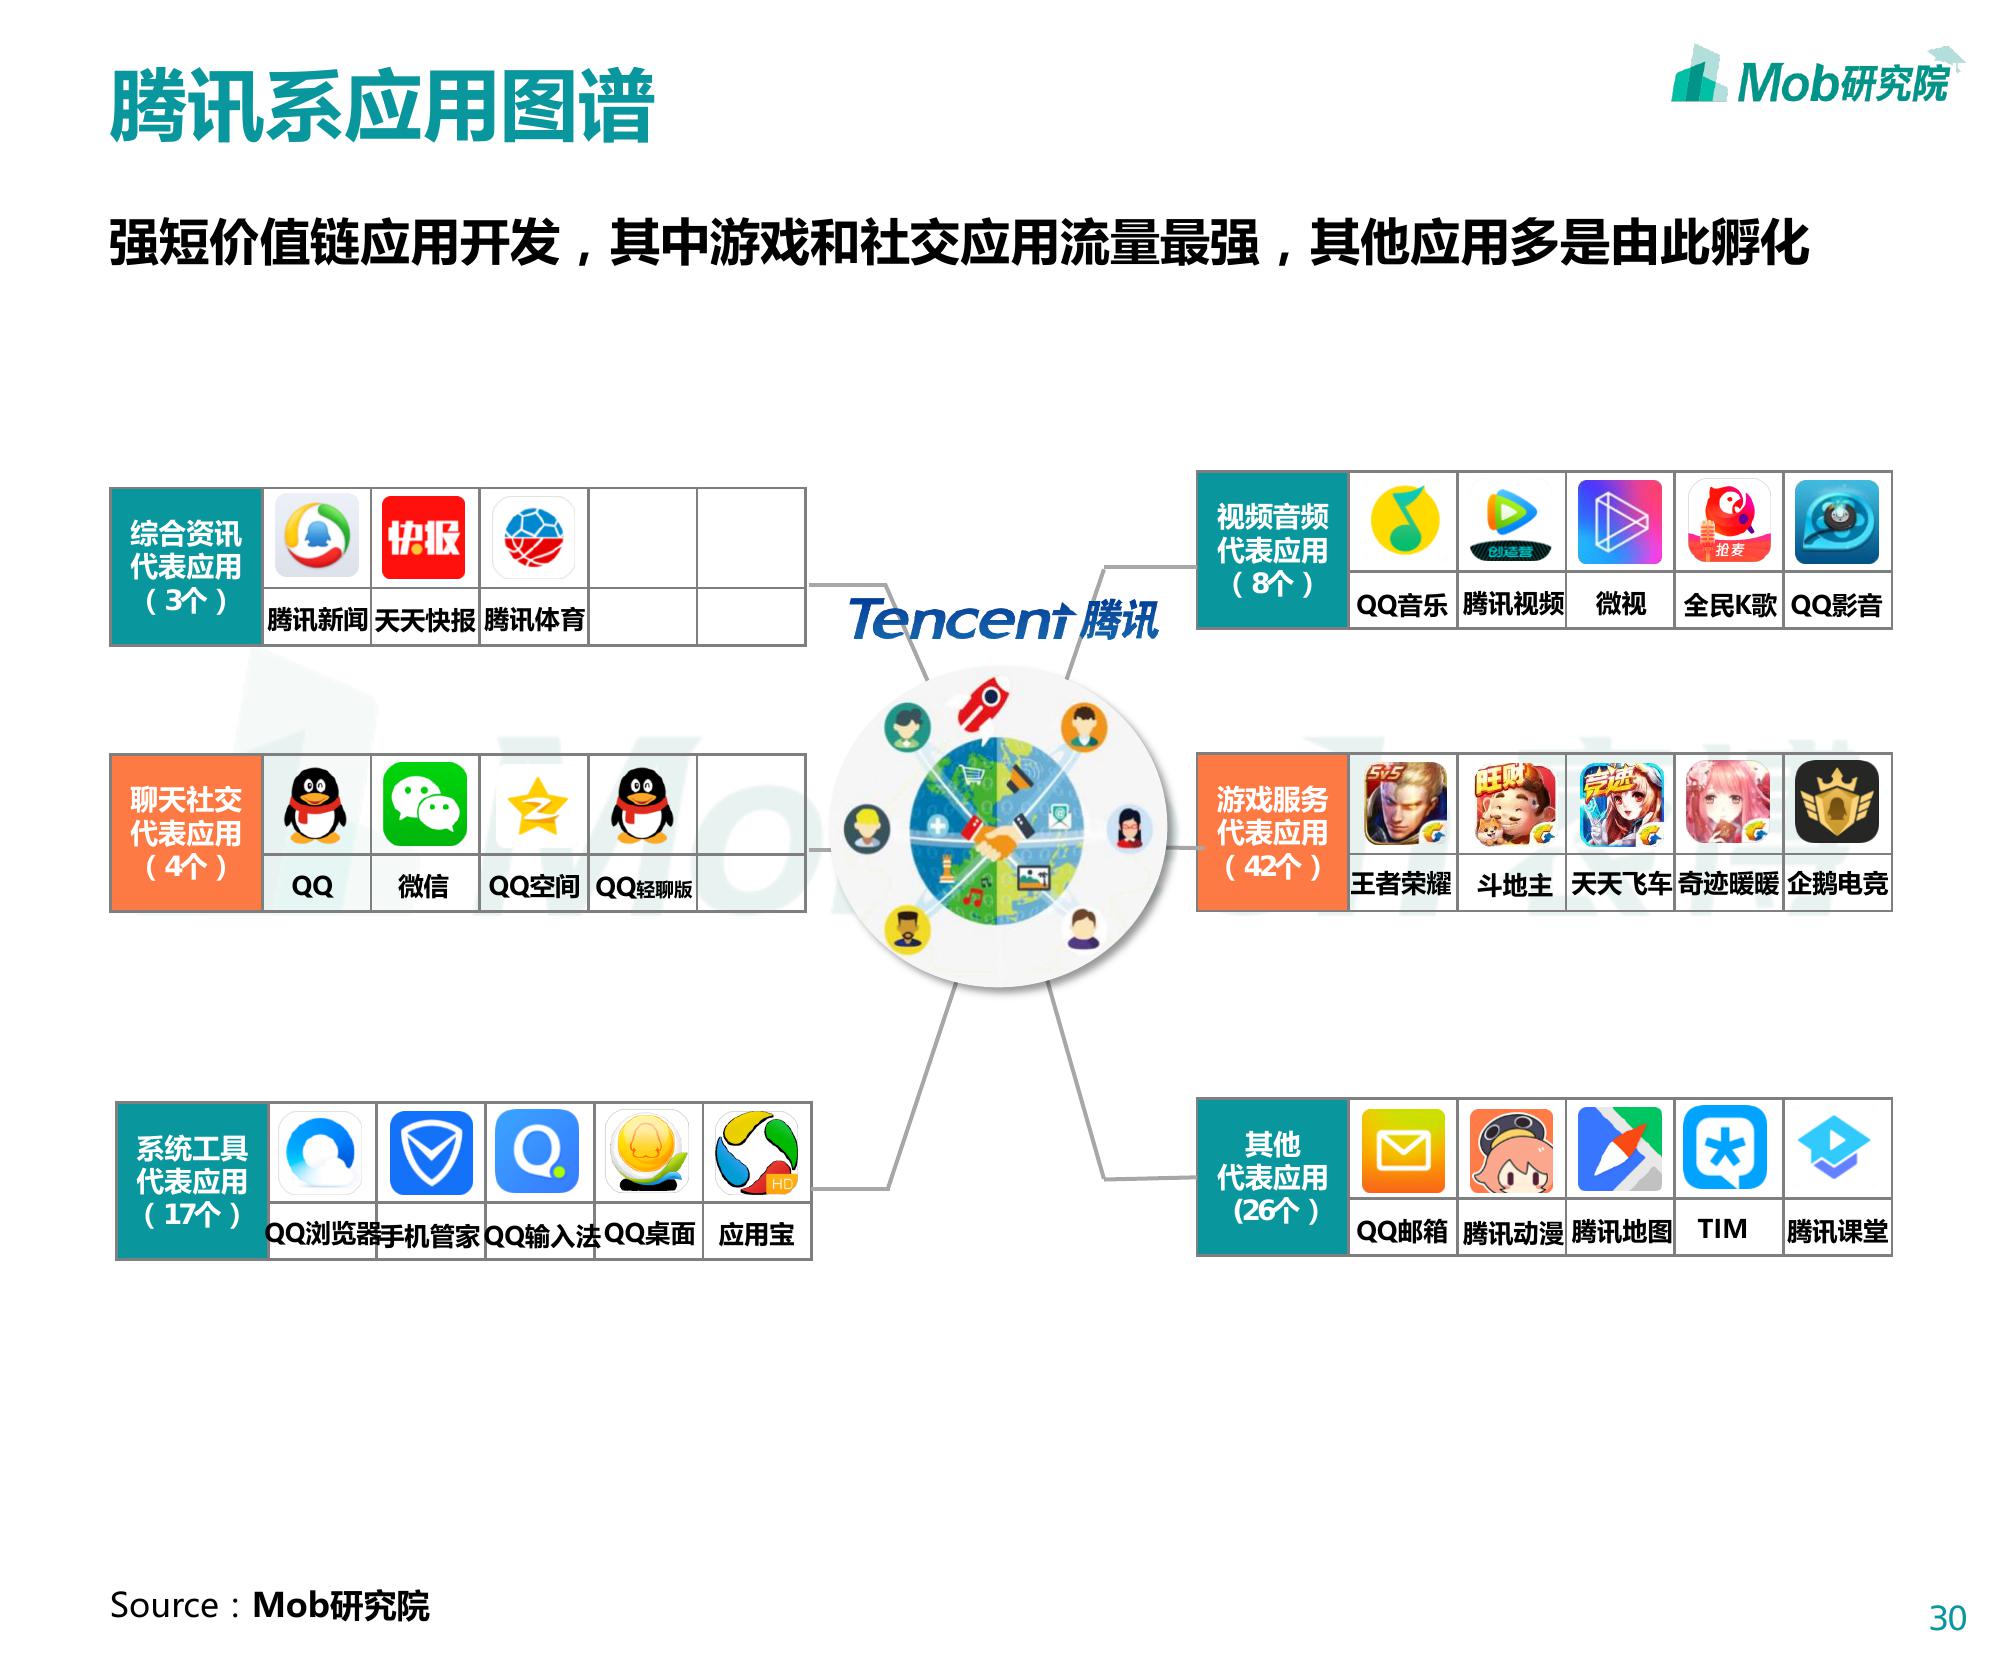 腾讯系应用图谱
Mob研究院
强短价值链应用开发，其中游戏和社交应用流量最强，其他应用多是由此孵化
综合资讯
代表应用
（3个）
快报
腾讯新闻 天天快报 腾讯体育
Tencent 腾讯
视频音频
代表应用
（8个）
创造营
抢麦
QQ音乐 腾讯视频 微视 全民K歌 QQ影音
聊天社交
代表应用
（4个）
QQ 微信 QQ空间 QQ轻聊版
游戏服务
代表应用
（42个）
5v5
旺财
竞速
王者荣耀 斗地主 天天飞车 奇迹暖暖 企鹅电竞
系统工具
代表应用
（17个）
HD
QQ浏览器 手机管家 QQ输入法 QQ桌面 应用宝
其他
代表应用
(26个）
QQ邮箱 腾讯动漫 腾讯地图 TIM 腾讯课堂
Source：Mob研究院
30